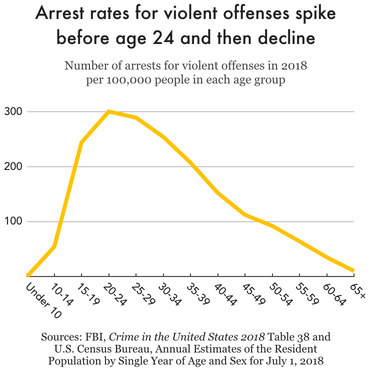 Arrest rates for violent offenses spike
before age 24 and then decline
Number of arrests for violent offenses in 2018
per 100,000 people in each age group
300
200
100
Under 10
10-14
15-19
20-24
25-29
30-34
35-39
40-44
45-49
50-54
55-59
60-64
65+
Sources: FBI, Crime in the United States 2018 Table 38 and
U.S. Census Bureau, Annual Estimates of the Resident
Population by Single Year of Age and Sex for July 1, 2018